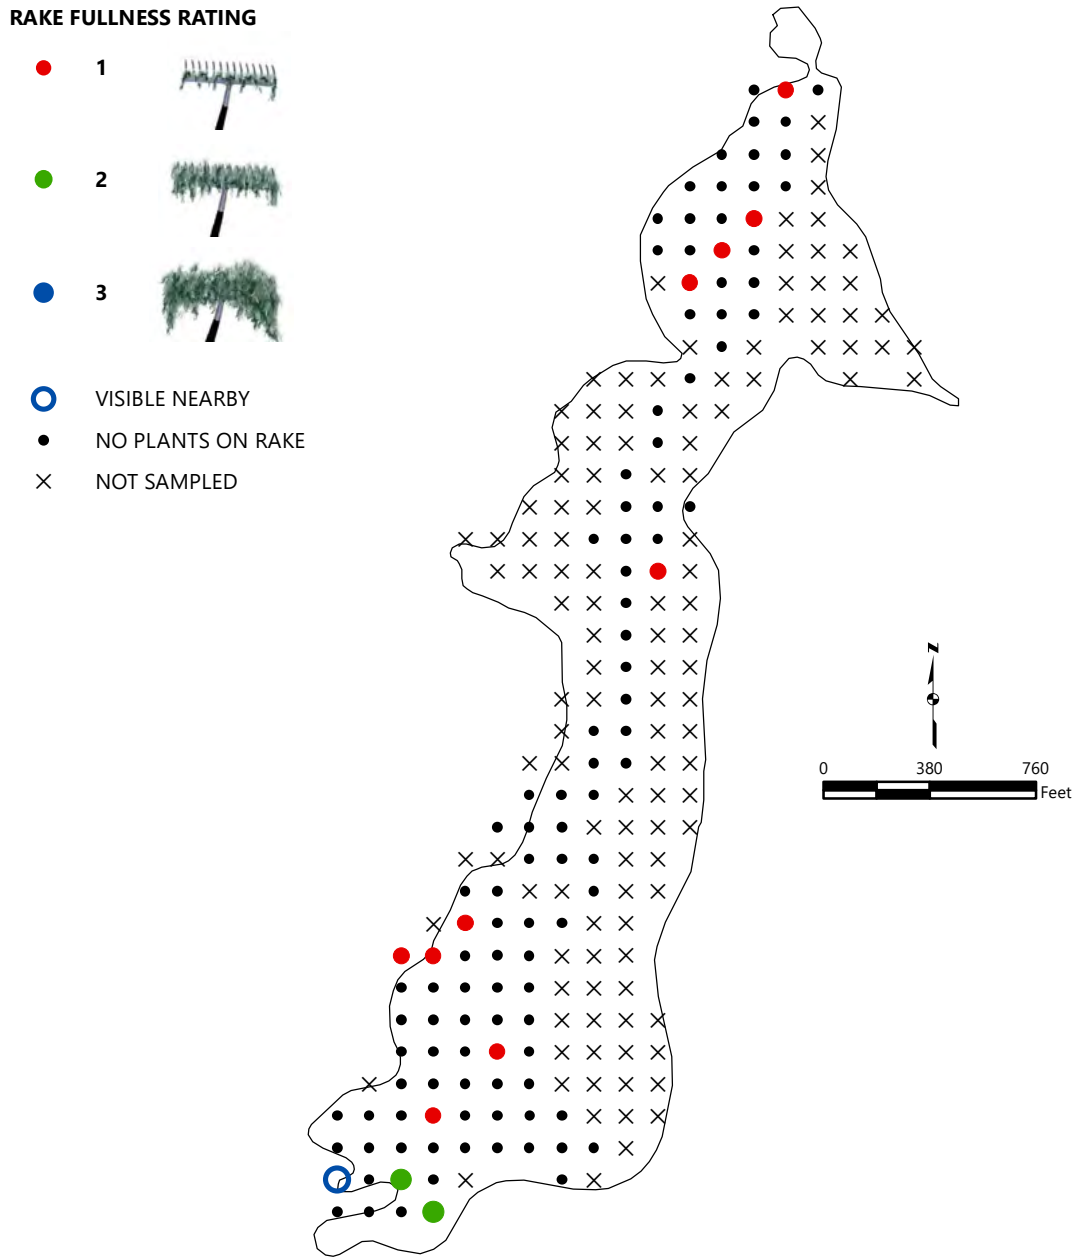 RAKE FULLNESS RATING
1
2
3
VISIBLE NEARBY
NO PLANTS ON RAKE
NOT SAMPLED
N
0 380 760
Feet